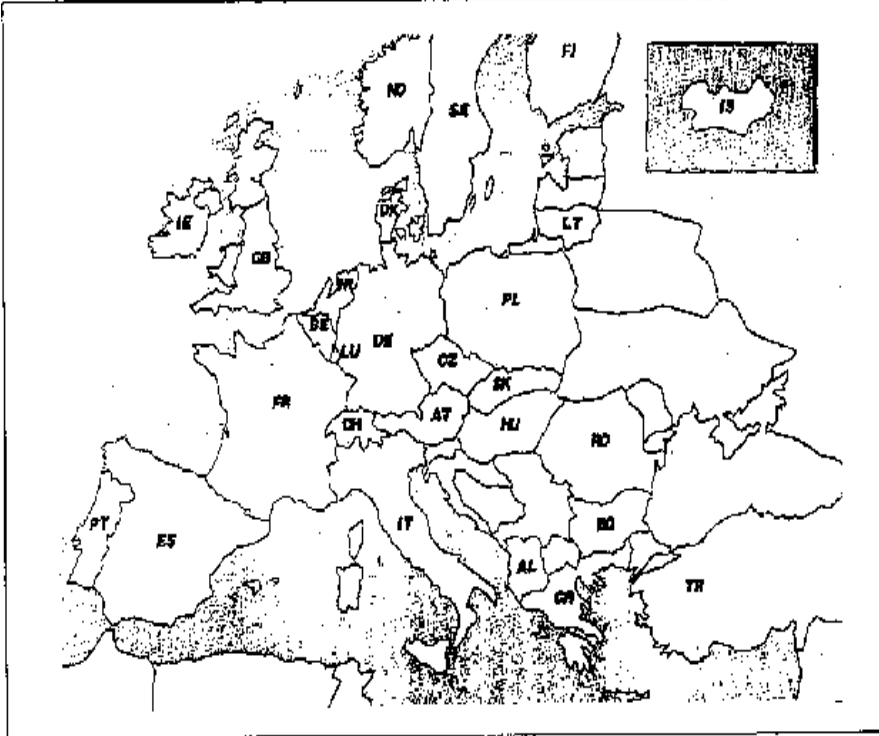 FI
NO
IS
SE
DK
IE
LT
GB
NL
PL
BE
DE
LU
CZ
SK
FR
AT
CH
HU
RO
PT
IT
BG
ES
AL
GR
TR